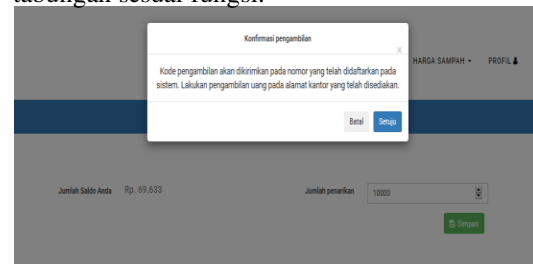 tabungan sesuai fungsi.
Konfirmasi pengambilan
x
HARGA SAMPAH
PROFIL
Kode pengambilan akan dikirimkan pada nomor yang telah didaftarkan pada
sistem. Lakukan pengambilan uang pada alamat kantor yang telah disediakan.
Batal
Setuju
Jumlah Saldo Anda
Rp. 69.633
Jumlah penarikan
10000
Simpan